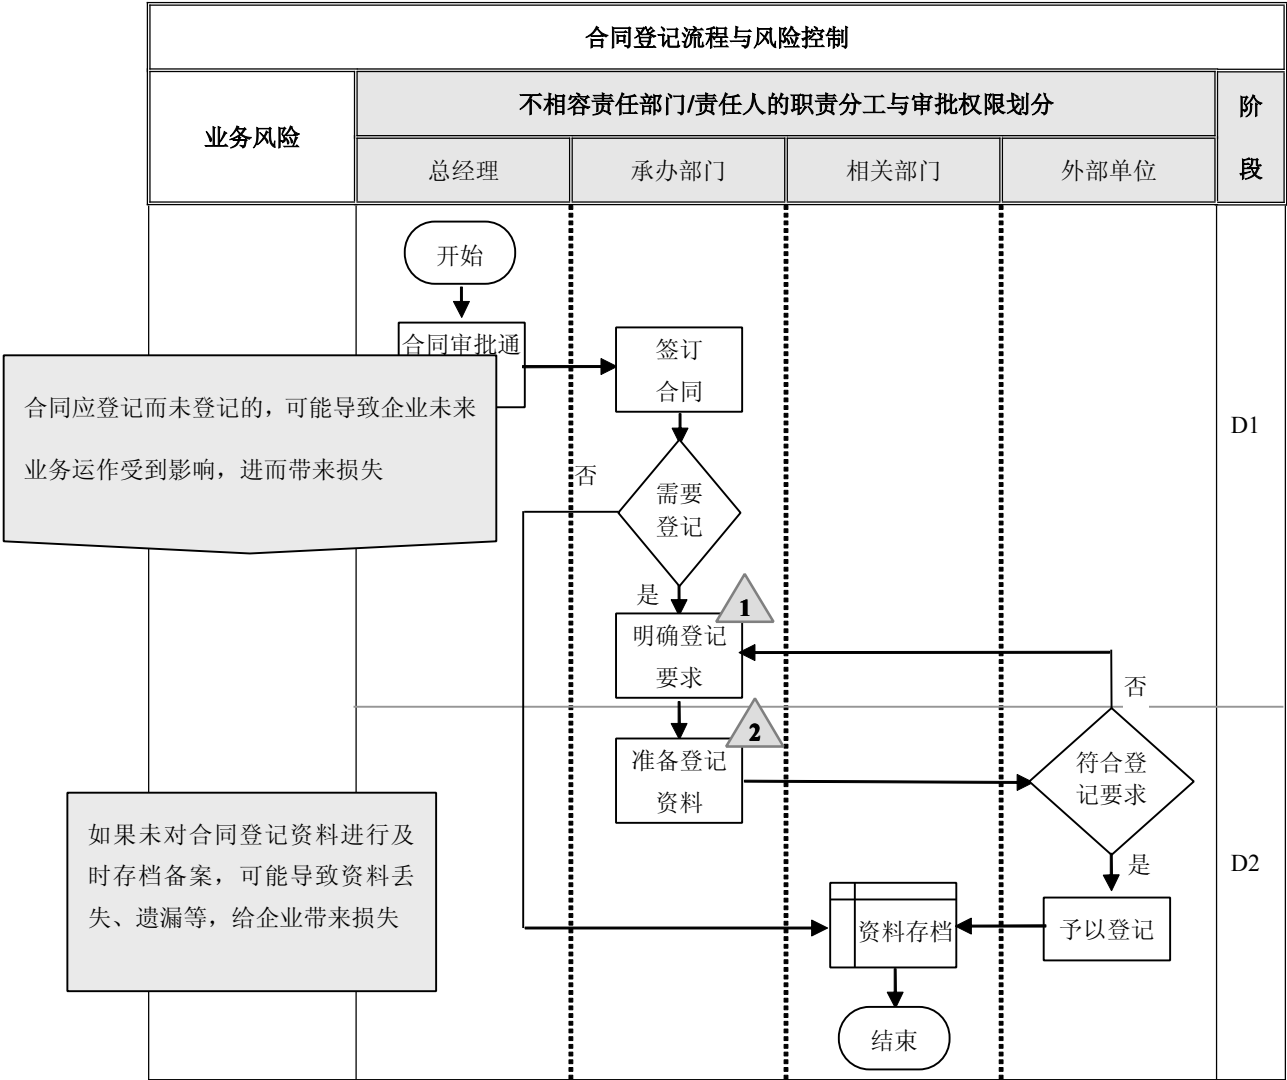 合同登记流程与风险控制
不相容责任部门/责任人的职责分工与审批权限划分
阶
段
业务风险
总经理
承办部门
相关部门
外部单位
开始
合同审批通
签订
合同
合同应登记而未登记的，可能导致企业未来
业务运作受到影响，进而带来损失
D1
否
需要
登记
是
1
明确登记
要求
否
2
准备登记
资料
符合登
记要求
如果未对合同登记资料进行及
时存档备案，可能导致资料丢
失、遗漏等，给企业带来损失
是
D2
资料存档
予以登记
结束